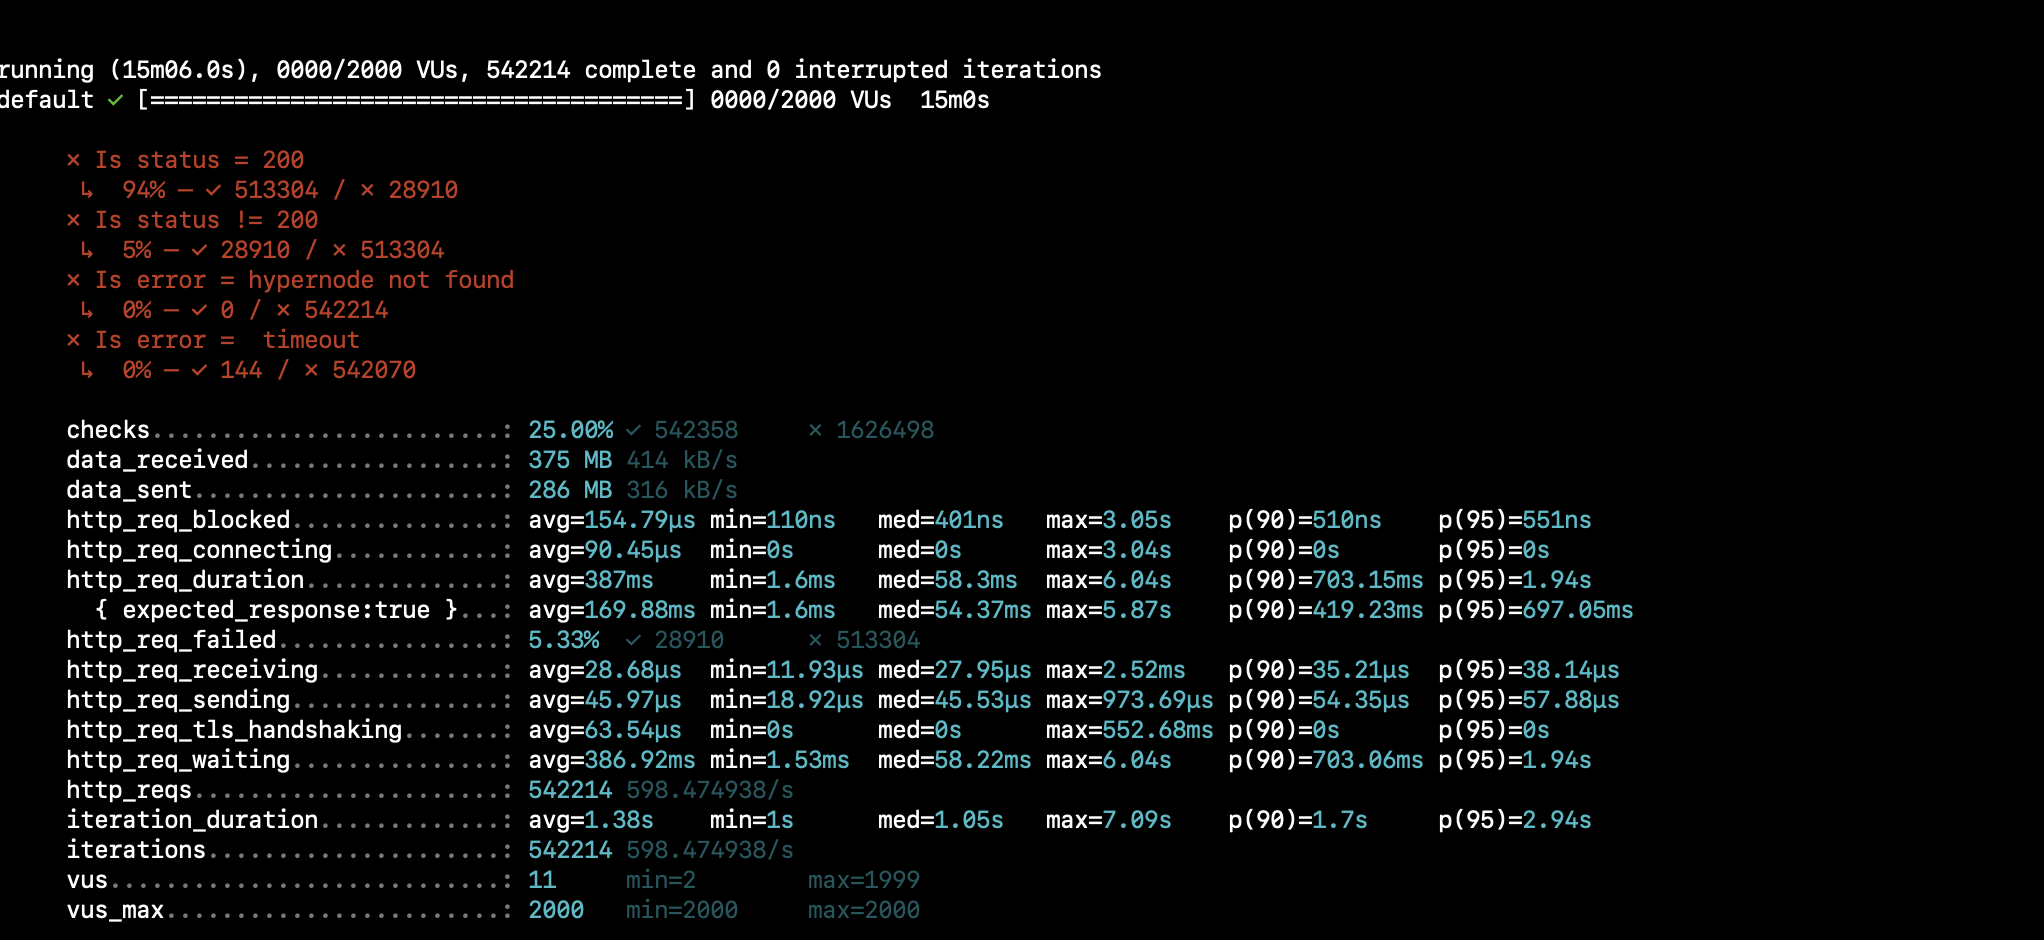 running (15m06.0s), 0000/2000 VUs, 542214 complete and 0 interrupted iterations
default ✓ [======================================] 0000/2000 VUs  15m0s
✗ Is status = 200
↳  94% — ✓ 513304 / ✗ 28910
✗ Is status != 200
↳  5% — ✓ 28910 / ✗ 513304
✗ Is error = hypernode not found
↳  0% — ✓ 0 / ✗ 542214
✗ Is error =  timeout
↳  0% — ✓ 144 / ✗ 542070
checks.........................: 25.00% ✓ 542358     ✗ 1626498
data_received..................: 375 MB 414 kB/s
data_sent......................: 286 MB 316 kB/s
http_req_blocked...............: avg=154.79µs min=110ns   med=401ns   max=3.05s    p(90)=510ns    p(95)=551ns
http_req_connecting............: avg=90.45µs  min=0s      med=0s      max=3.04s    p(90)=0s       p(95)=0s
http_req_duration..............: avg=387ms    min=1.6ms   med=58.3ms  max=6.04s    p(90)=703.15ms p(95)=1.94s
{ expected_response:true }...: avg=169.88ms min=1.6ms   med=54.37ms max=5.87s    p(90)=419.23ms p(95)=697.05ms
http_req_failed................: 5.33%  ✓ 28910      ✗ 513304
http_req_receiving.............: avg=28.68µs  min=11.93µs med=27.95µs max=2.52ms   p(90)=35.21µs  p(95)=38.14µs
http_req_sending...............: avg=45.97µs  min=18.92µs med=45.53µs max=973.69µs p(90)=54.35µs  p(95)=57.88µs
http_req_tls_handshaking.......: avg=63.54µs  min=0s      med=0s      max=552.68ms p(90)=0s       p(95)=0s
http_req_waiting...............: avg=386.92ms min=1.53ms  med=58.22ms max=6.04s    p(90)=703.06ms p(95)=1.94s
http_reqs......................: 542214 598.474938/s
iteration_duration.............: avg=1.38s    min=1s      med=1.05s   max=7.09s    p(90)=1.7s     p(95)=2.94s
iterations.....................: 542214 598.474938/s
vus............................: 11     min=2        max=1999
vus_max........................: 2000   min=2000     max=2000